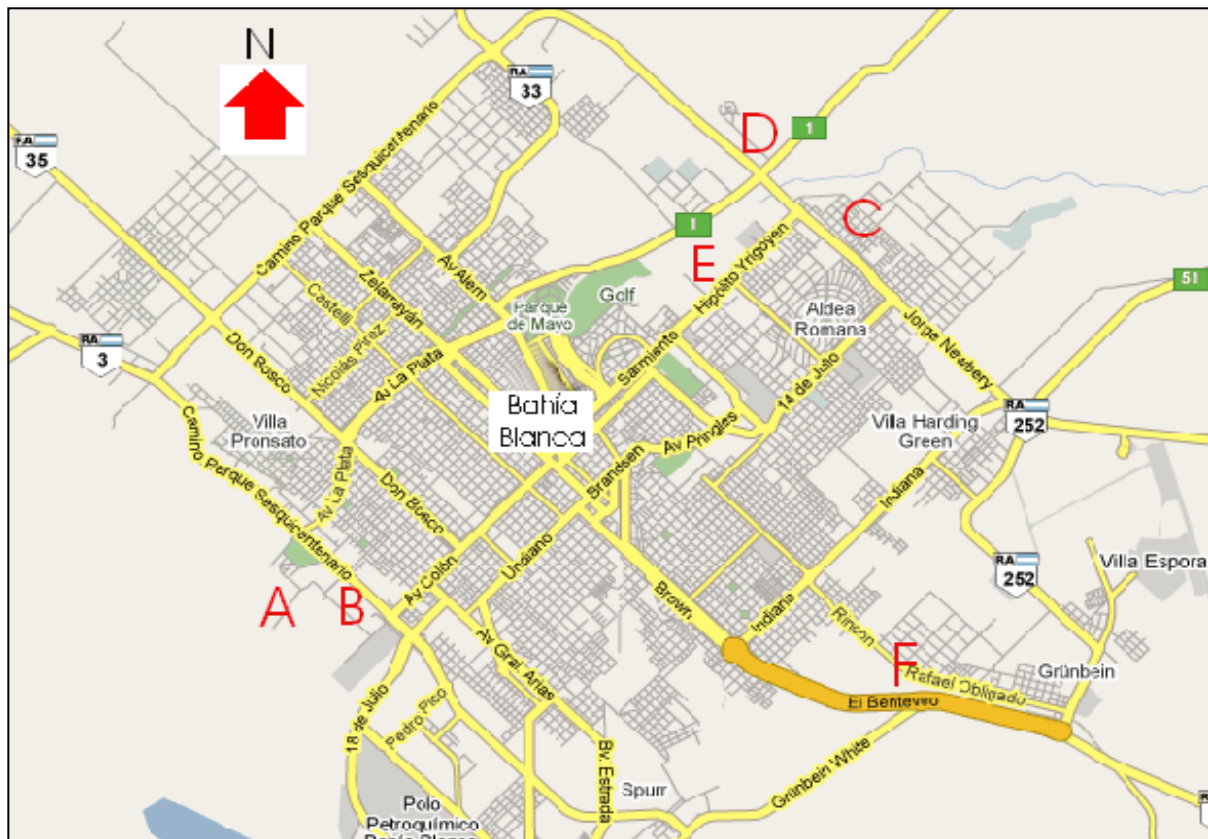 N
RA
33
RA
35
D
1
1
C
E
Camino Parque Sesquicentenario
Av Alem
Zelarrayán
Castelli
Nicolás Pírez
Parque
de Mayo
Golf
Hipólito Yrigoyen
Aldea
Romana
51
RA
3
Don Bosco
Av La Plata
Sarmiento
14 de Julio
Jorge Newbery
Bahía
Blanca
Villa
Pronsato
Camino Parque Sesquicentenario
Av La Plata
Don Bosco
Av Pringles
Brandsen
Villa Harding
Green
RA
252
Indiana
Undiano
Av Colón
A
B
Brown
Indiana
RA
252
Villa Espora
Av Gral. Arias
Rincon
F
Rafael Obligado
El Benteveo
Grünbein
18 de Julio
Pedro Pico
Bv. Estrada
Grünbein White
Spurr
Polo
Petroquímico
Bahía Blanca
RA